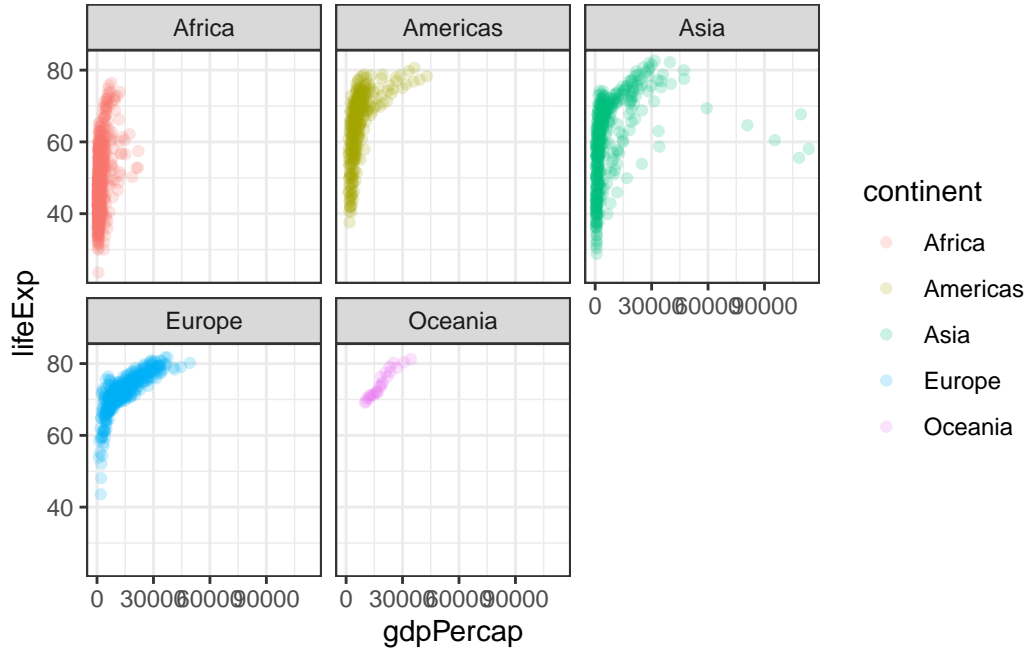 Africa
Americas
Asia
80
60
40
0 30000 60000 90000
Europe
Oceania
80
60
40
0 30000 60000 90000
0 30000 60000 90000
gdpPercap
lifeExp
continent
Africa
Americas
Asia
Europe
Oceania